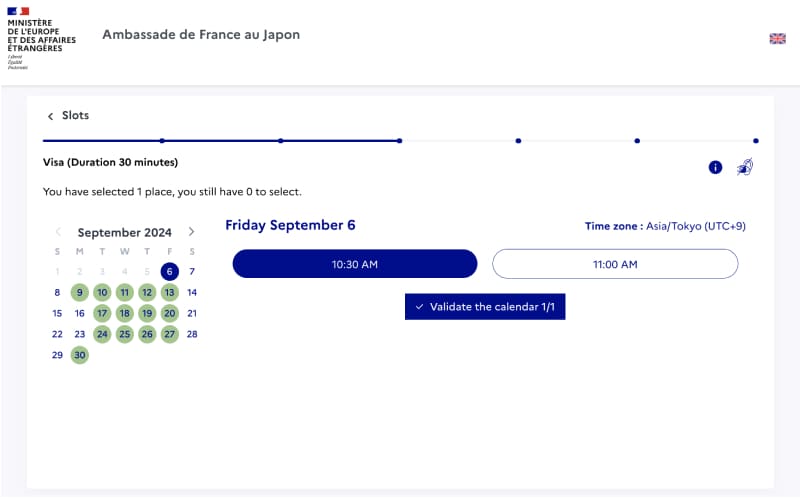 MINISTÈRE
DE L'EUROPE
ET DES AFFAIRES
ÉTRANGÈRES
Liberté
Égalité
Fraternité
Ambassade de France au Japon
Slots
Visa (Duration 30 minutes)
You have selected 1 place, you still have 0 to select.
September 2024
S M T W T F S
1 2 3 4 5 6 7
8 9 10 11 12 13 14
15 16 17 18 19 20 21
22 23 24 25 26 27 28
29 30
Friday September 6
Time zone : Asia/Tokyo (UTC+9)
10:30 AM
11:00 AM
Validate the calendar 1/1